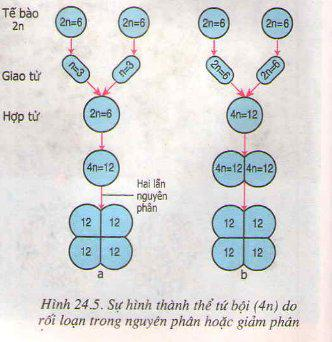 Tế bào
2n
2n=6 2n=6 2n=6 2n=6
Giao tử
n=3 n=3 2n=6 2n=6
Hợp tử
2n=6 4n=12
4n=12 4n=12 4n=12
Hai lần
nguyên
phân
12 12 12 12
12 12 12 12
a b
Hình 24.5. Sự hình thành thể tứ bội (4n) do
rối loạn trong nguyên phân hoặc giảm phân